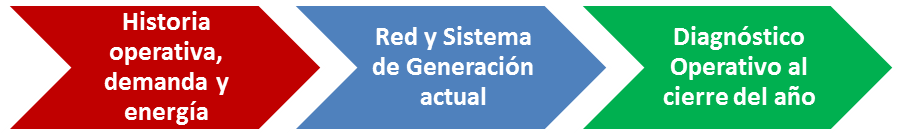 Historia
operativa,
demanda y
energía
Red y Sistema
de Generación
actual
Diagnóstico
Operativo al
cierre del año